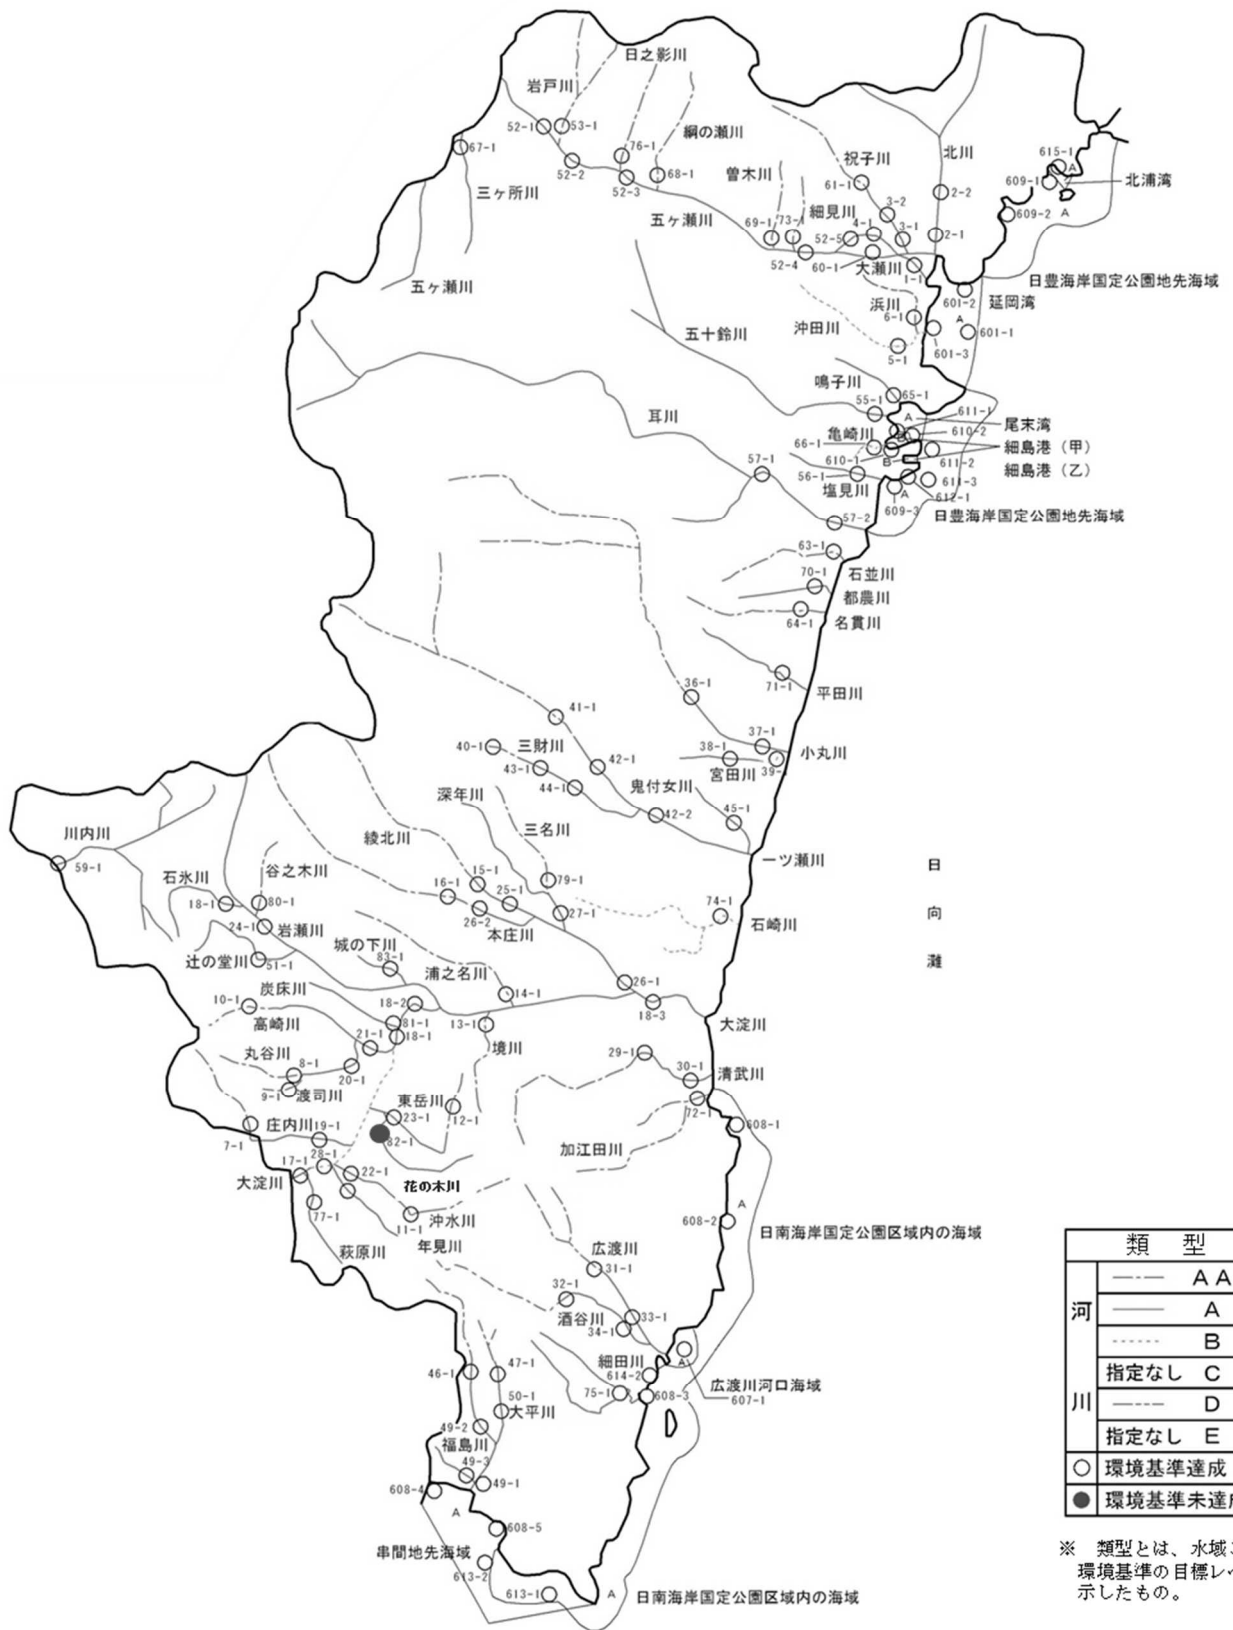 日之影川
岩戸川
52-1
53-1
綱の瀬川
76-1
67-1
52-2
68-1
52-3
三ヶ所川
曽木川
祝子川
北川
61-1
615-1
A
609-1
北浦湾
2-2
3-2
609-2
A
五ヶ瀬川
細見川
69-1
73-1
4-1
52-5
3-1
2-1
52-4
60-1
大瀬川
1-1
日豊海岸国定公園地先海域
五ヶ瀬川
浜川
601-2
延岡湾
6-1
A
沖田川
601-1
五十鈴川
601-3
5-1
鳴子川
65-1
55-1
611-1
A
尾末湾
耳川
亀崎川
610-2
B
細島港（甲）
66-1
610-1
B
611-2
細島港（乙）
57-1
56-1
塩見川
611-3
A
612-1
609-3
日豊海岸国定公園地先海域
57-2
63-1
石並川
70-1
都農川
64-1
名貫川
71-1
平田川
36-1
41-1
37-1
小丸川
40-1
三財川
38-1
宮田川
39-1
43-1
42-1
44-1
鬼付女川
深年川
42-2
45-1
三名川
綾北川
一ツ瀬川
川内川
59-1
谷之木川
石氷川
15-1
79-1
16-1
25-1
18-1
80-1
26-2
27-1
74-1
石崎川
24-1
岩瀬川
本庄川
日
向
灘
城の下川
辻の堂川
51-1
83-1
浦之名川
26-1
炭床川
10-1
18-2
14-1
18-3
高崎川
81-1
13-1
大淀川
18-1
境川
21-1
丸谷川
8-1
20-1
29-1
30-1
清武川
9-1
渡司川
東岳川
72-1
23-1
12-1
608-1
庄内川
19-1
7-1
82-1
加江田川
28-1
17-1
22-1
大淀川
花の木川
A
77-1
11-1
沖水川
608-2
日南海岸国定公園区域内の海域
萩原川
年見川
広渡川
31-1
32-1
酒谷川
33-1
34-1
細田川
A
46-1
47-1
614-2
広渡川河口海域
607-1
50-1
75-1
608-3
大平川
49-2
福島川
49-3
49-1
608-4
A
608-5
串間地先海域
613-2
613-1
A
日南海岸国定公園区域内の海域
類　型
河
川
ＡＡ
Ａ
Ｂ
指定なし　Ｃ
Ｄ
指定なし　Ｅ
○ 環境基準達成
● 環境基準未達
※　類型とは、水域
環境基準の目標レ
示したもの。